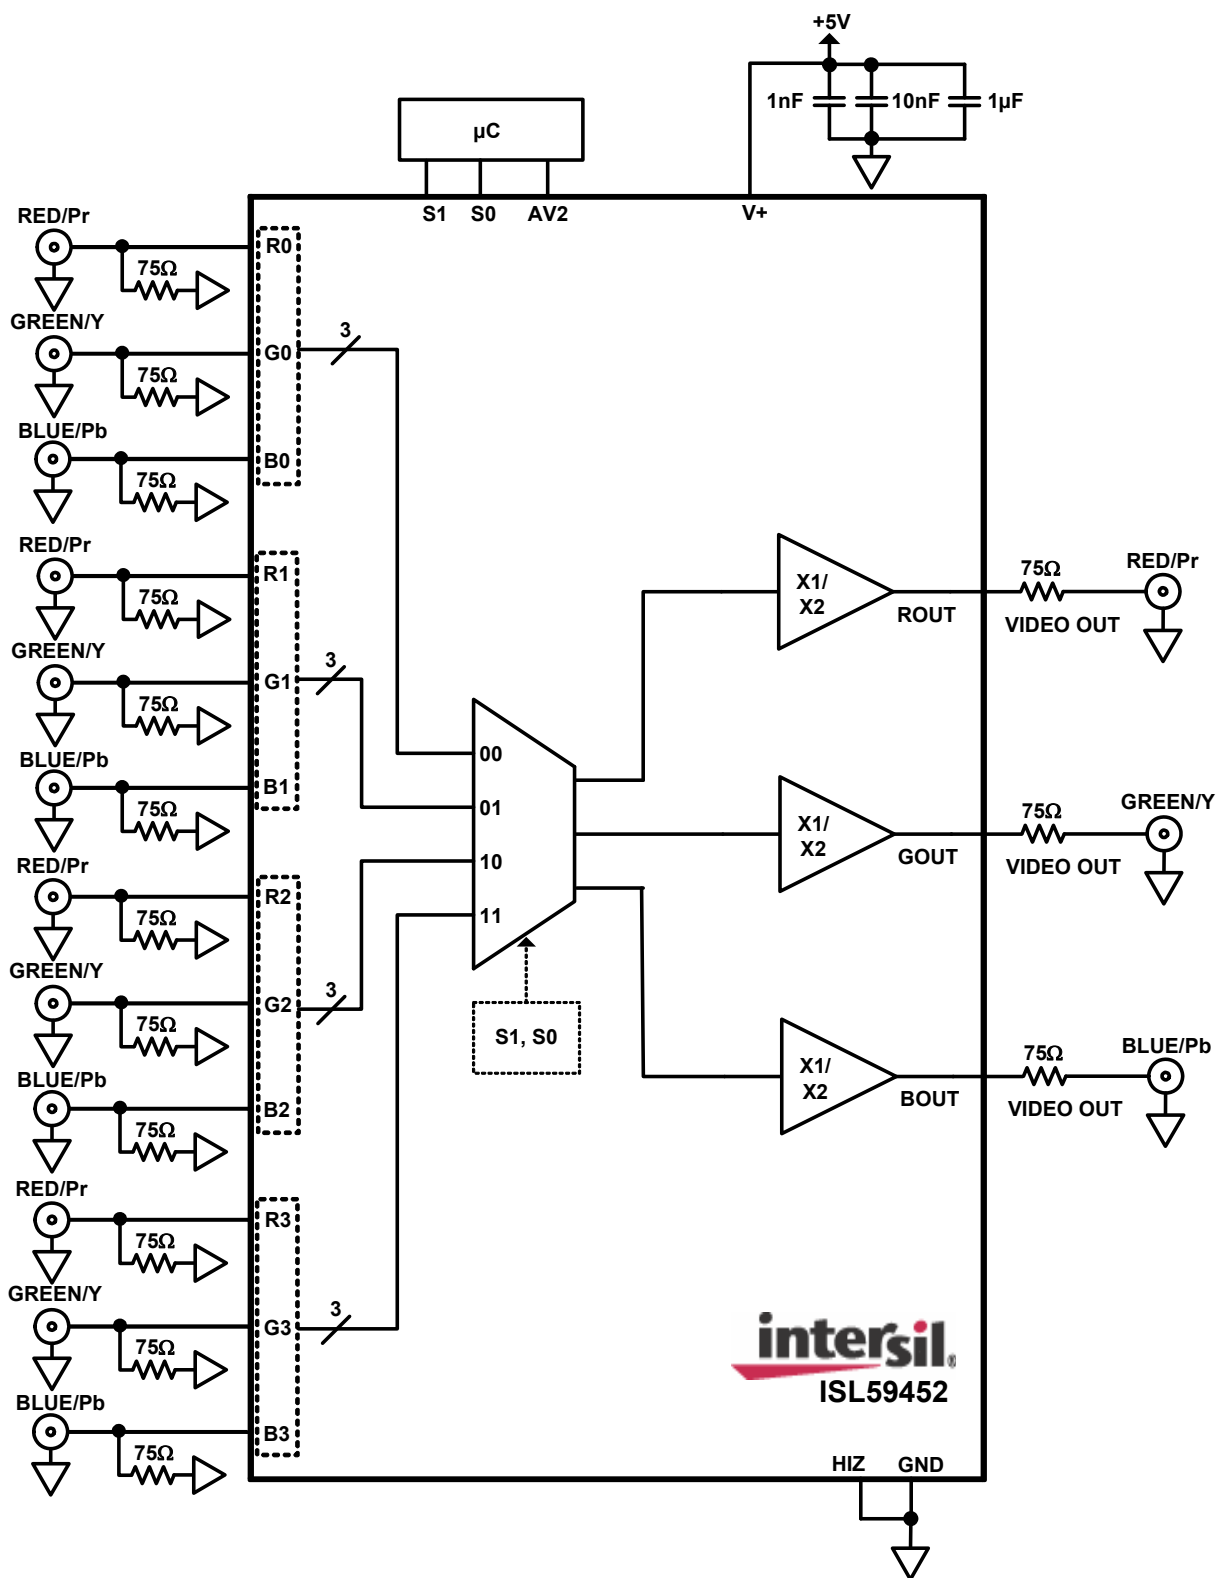 +5V
1nF
10nF
1µF
µC
S1 S0 AV2
V+
RED/Pr
R0
75Ω
GREEN/Y
G0
3
75Ω
BLUE/Pb
B0
75Ω
RED/Pr
R1
75Ω
GREEN/Y
G1
3
75Ω
BLUE/Pb
B1
75Ω
RED/Pr
R2
75Ω
GREEN/Y
G2
3
75Ω
BLUE/Pb
B2
75Ω
RED/Pr
R3
75Ω
GREEN/Y
G3
3
75Ω
BLUE/Pb
B3
75Ω
00
01
10
11
S1, S0
X1/
X2
ROUT
75Ω
VIDEO OUT
RED/Pr
X1/
X2
GOUT
75Ω
VIDEO OUT
GREEN/Y
X1/
X2
BOUT
75Ω
VIDEO OUT
BLUE/Pb
intersil®
ISL59452
HIZ GND